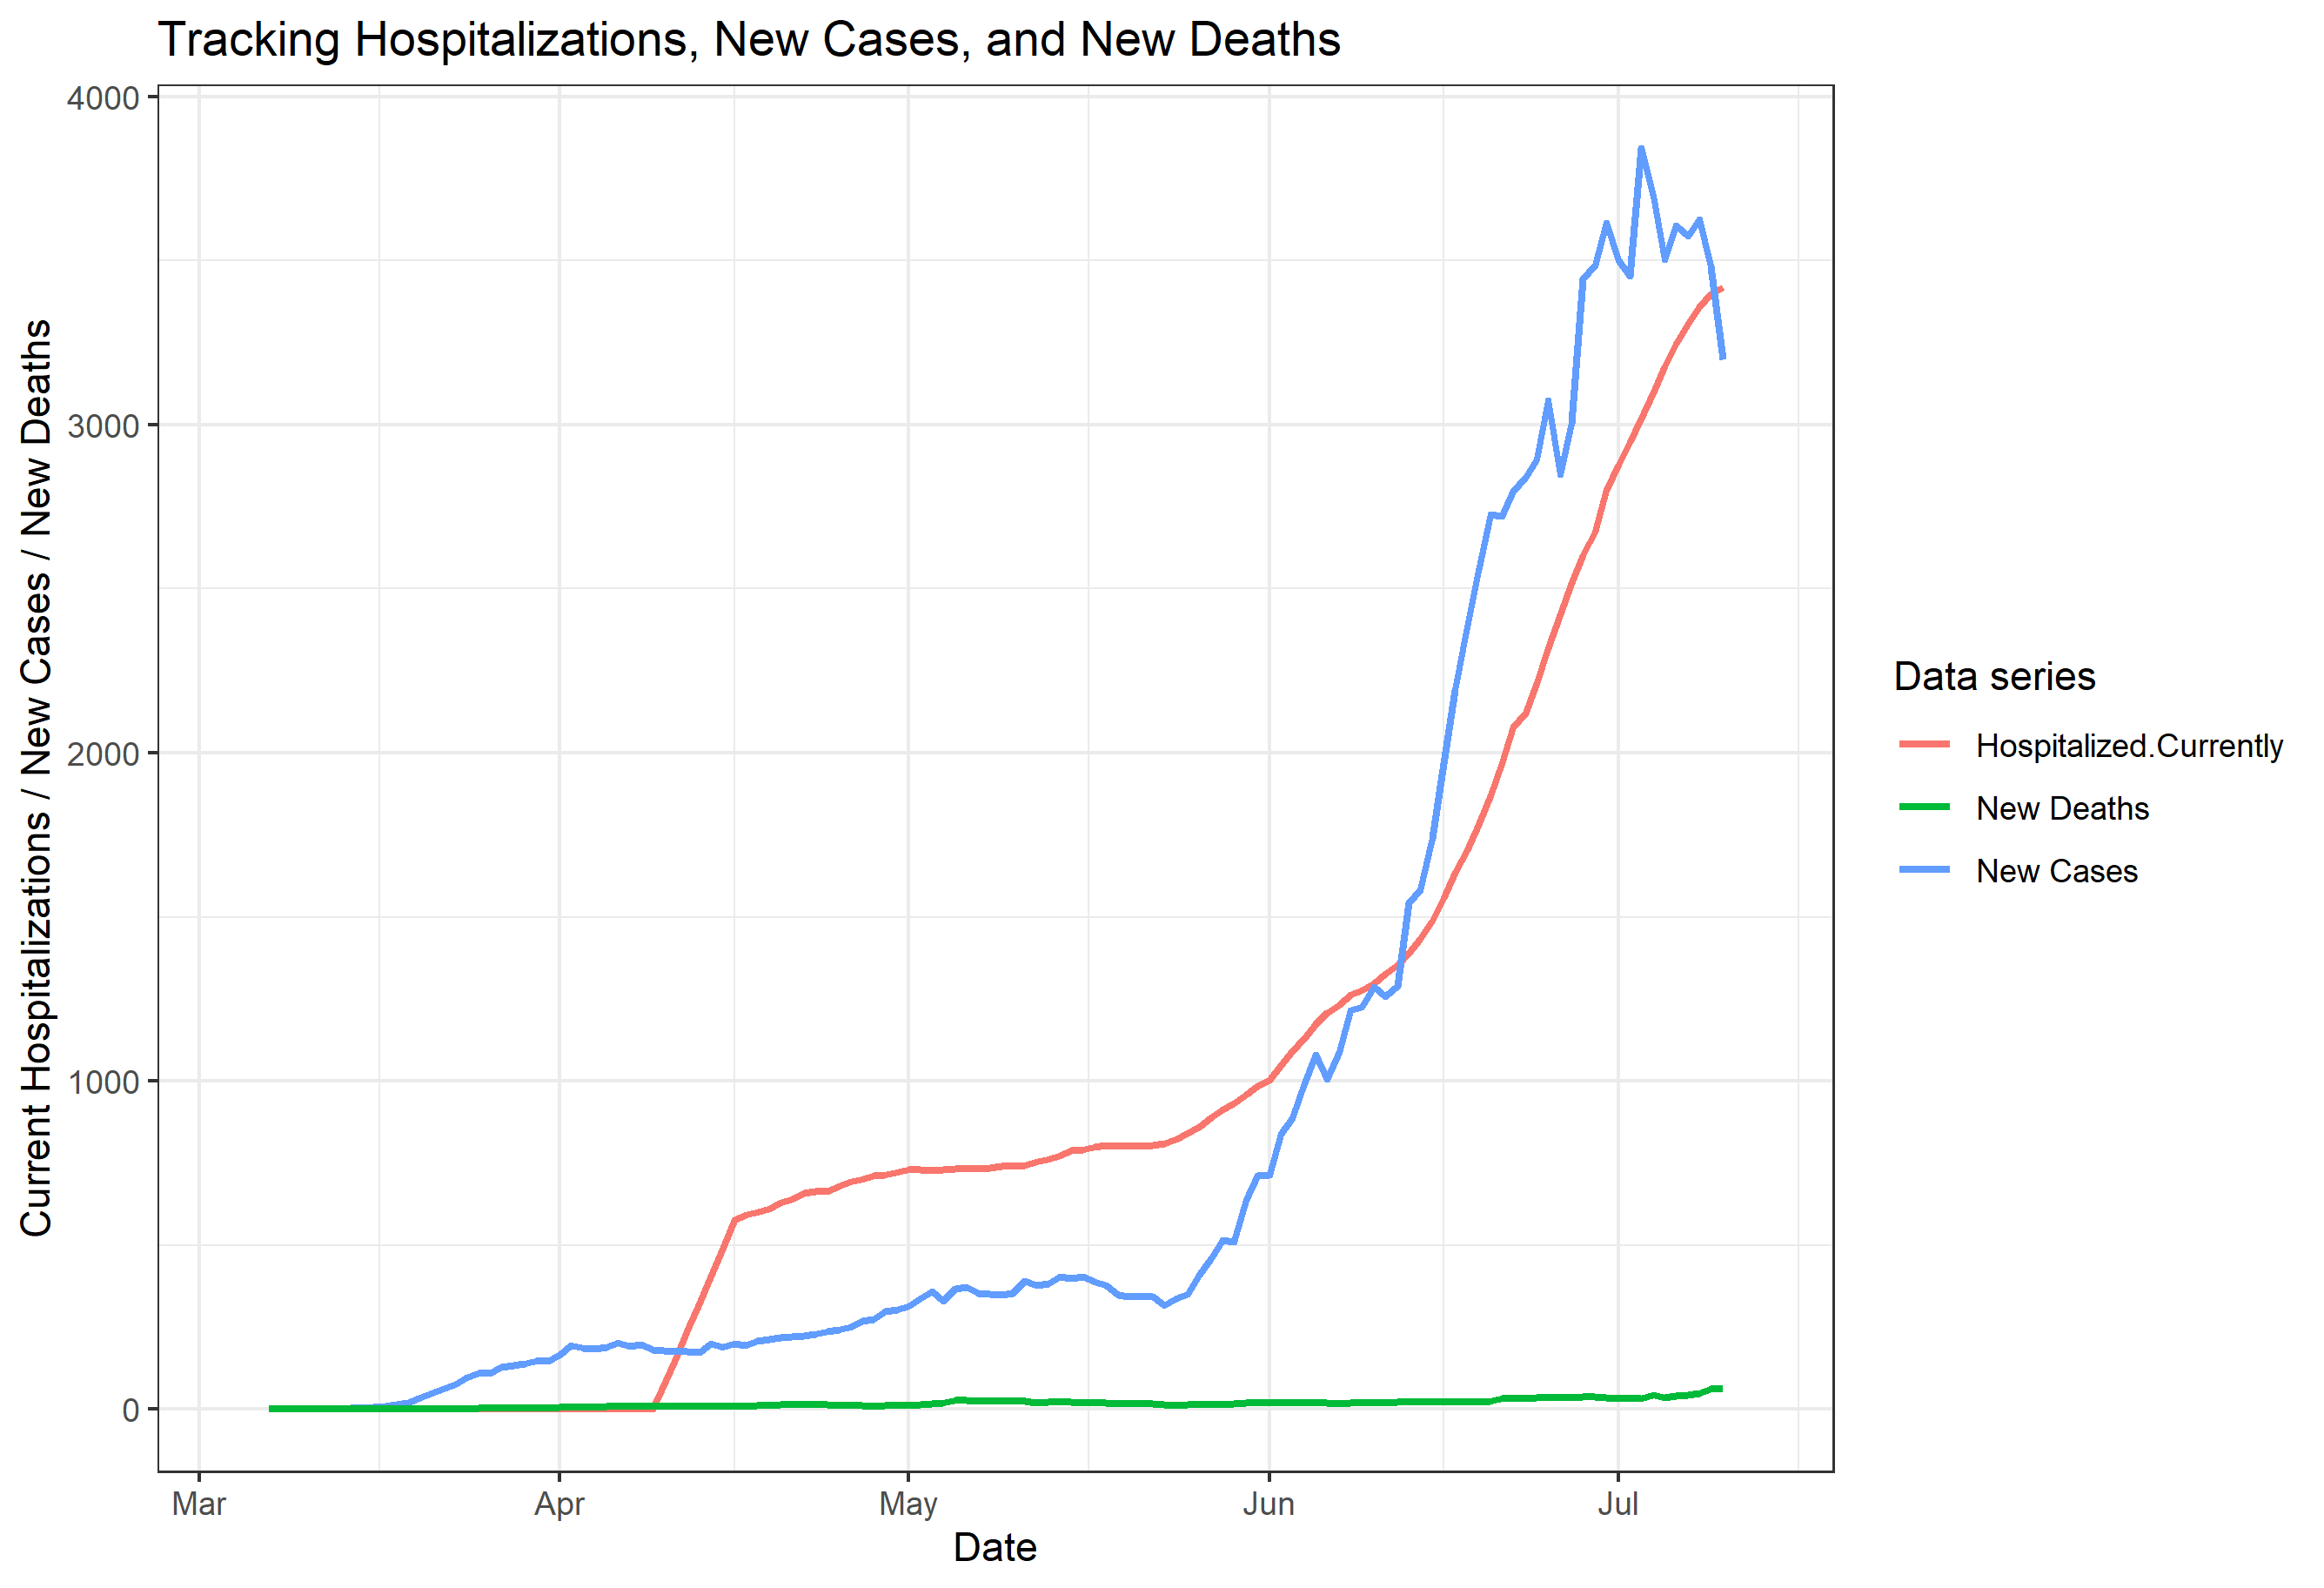 Tracking Hospitalizations, New Cases, and New Deaths
Current Hospitalizations / New Cases / New Deaths
4000
3000
2000
1000
0
Mar
Apr
May
Jun
Jul
Date
Data series
Hospitalized.Currently
New Deaths
New Cases